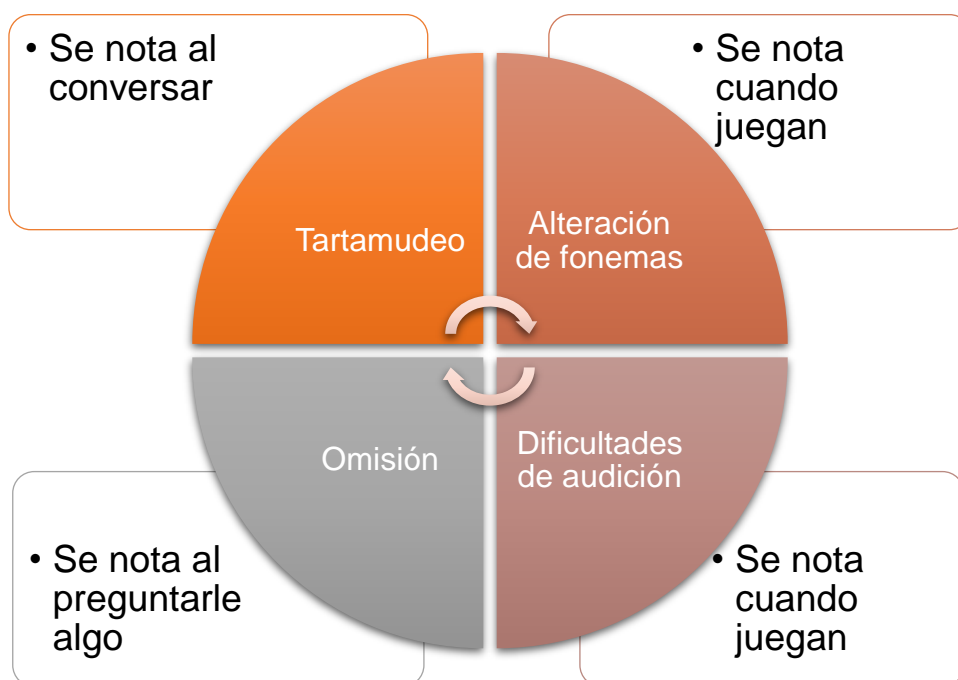 • Se nota al
conversar
• Se nota
cuando
juegan
Tartamudeo
Alteración
de fonemas
Omisión
Dificultades
de audición
• Se nota al
preguntarle
algo
• Se nota
cuando
juegan